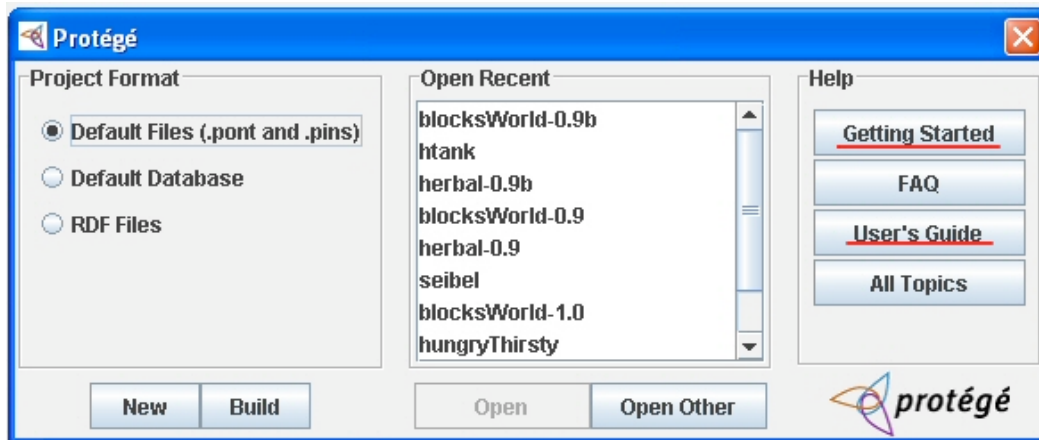 Protégé
Project Format
Default Files (.pont and .pins)
Default Database
RDF Files
New
Build
Open Recent
blocksWorld-0.9b
htank
herbal-0.9b
blocksWorld-0.9
herbal-0.9
seibel
blocksWorld-1.0
hungryThirsty
Open
Open Other
Help
Getting Started
FAQ
User's Guide
All Topics
protégé